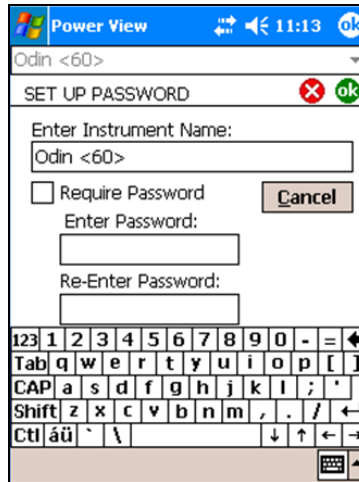 Power View 11:13 ok
Odin <60>
SET UP PASSWORD ok
Enter Instrument Name:
Odin <60>
Require Password Cancel
Enter Password:
Re-Enter Password:
123 1 2 3 4 5 6 7 8 9 0 - = ←
Tab q w e r t y u i o p [ ]
CAP a s d f g h j k l ; '
Shift z x c v b n m , . / ←
Ctl áü ` \ ↓ ↑ ← →